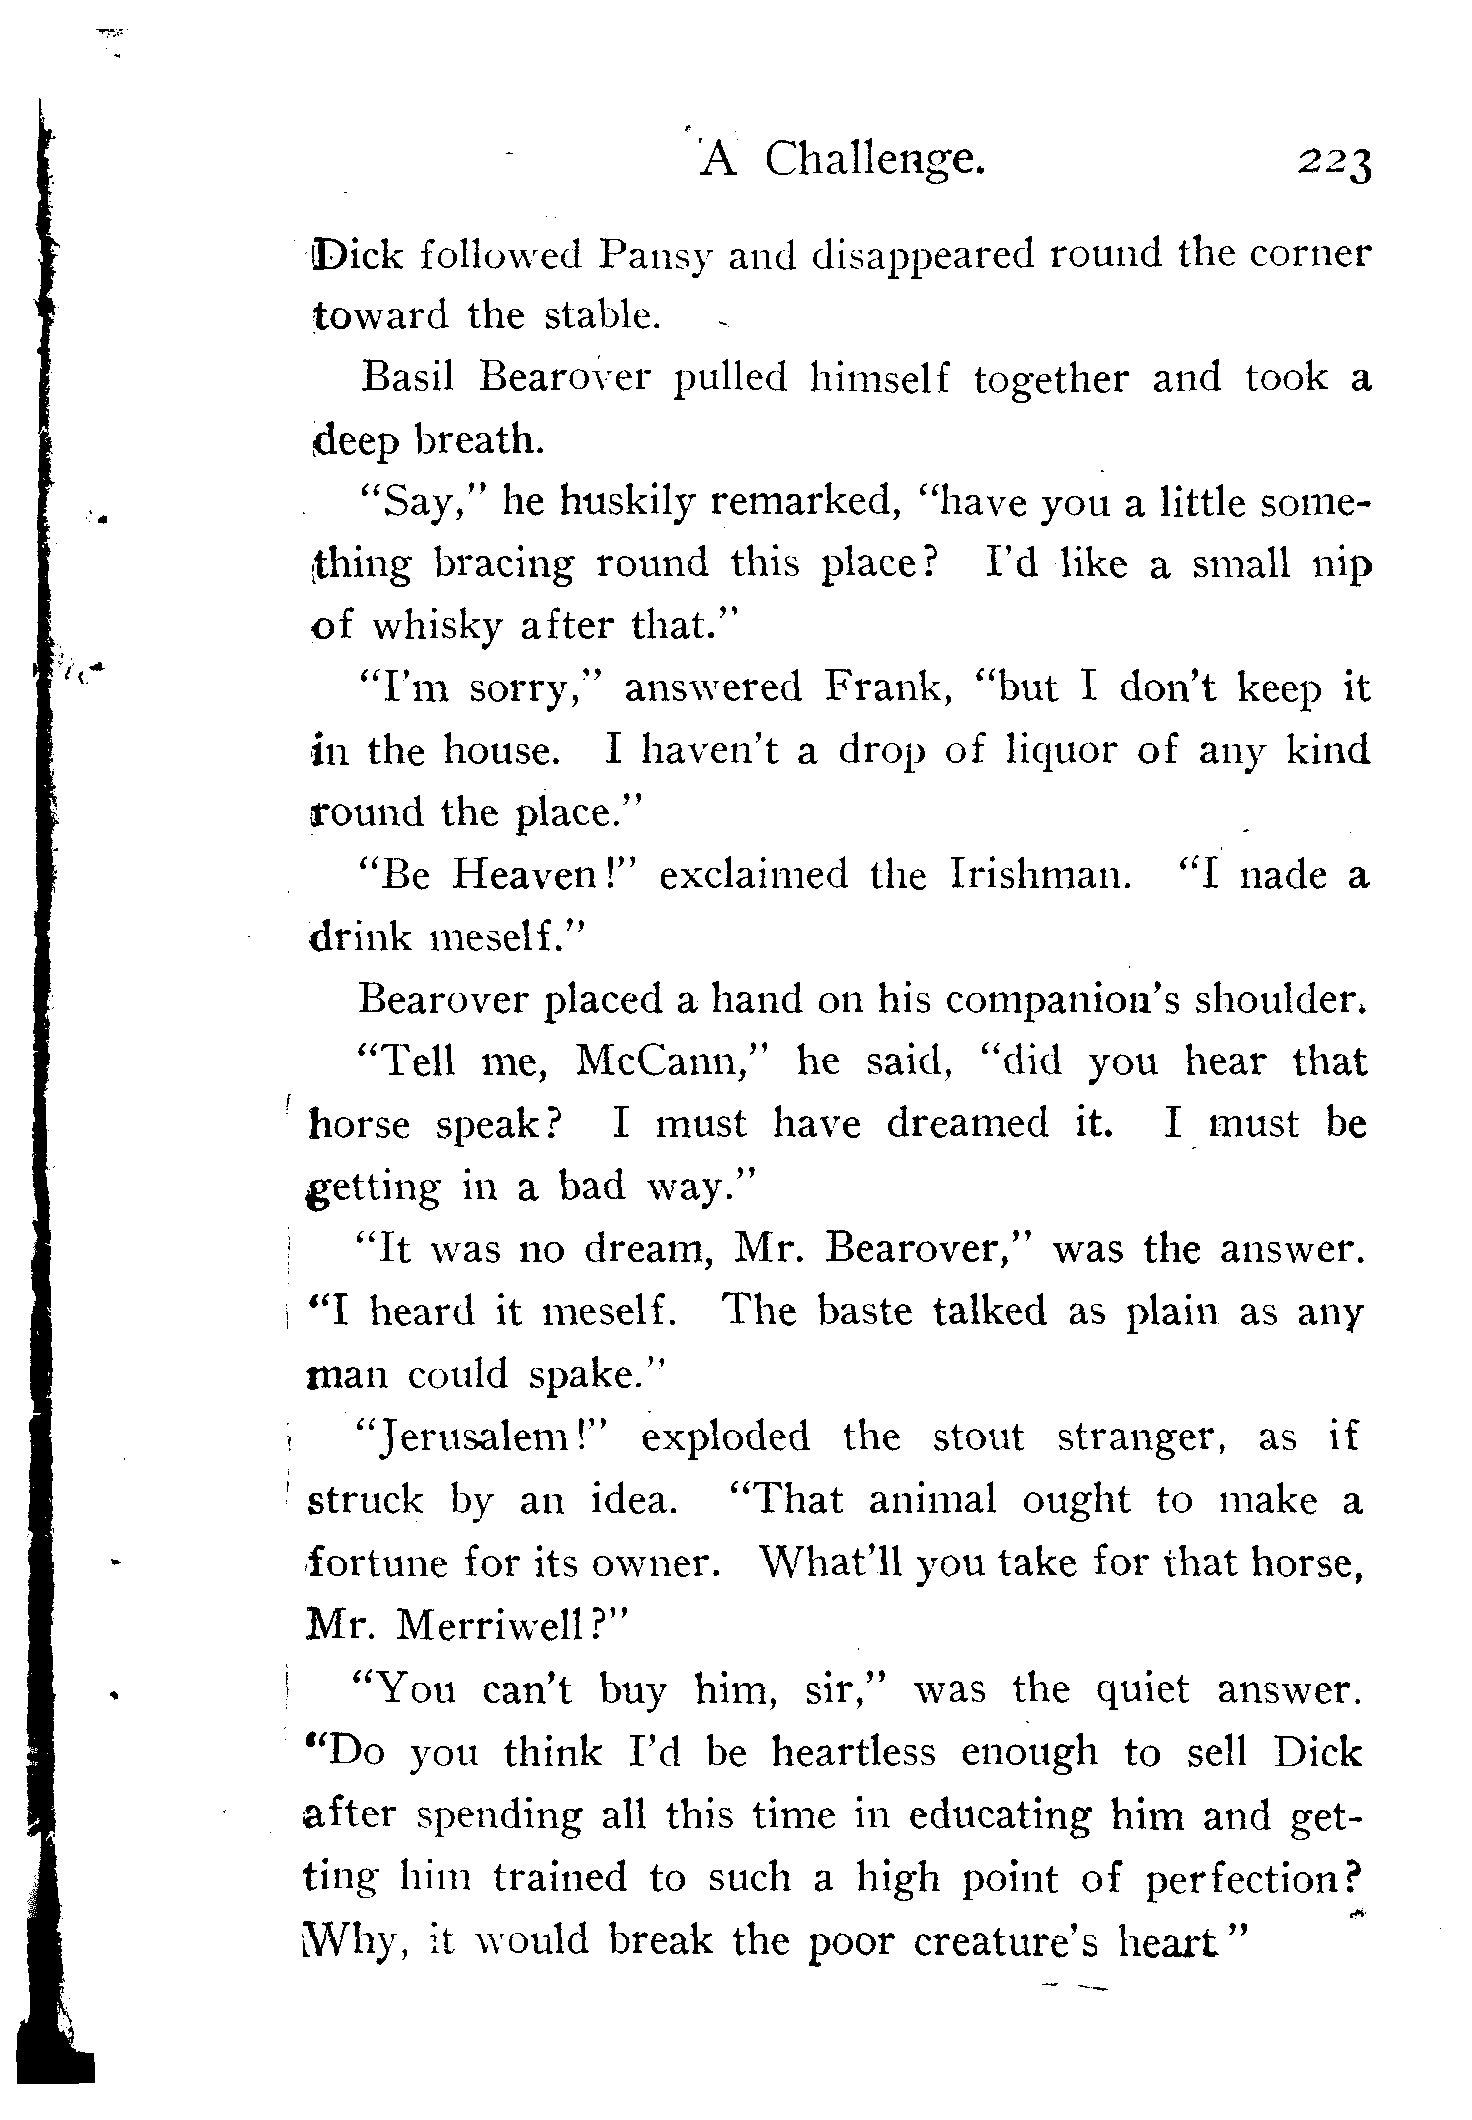 A Challenge. 223
Dick followed Pansy and disappeared round the corner
toward the stable.
Basil Bearover pulled himself together and took a
deep breath.
"Say," he huskily remarked, "have you a little some-
thing bracing round this place? I'd like a small nip
of whisky after that."
"I'm sorry," answered Frank, "but I don't keep it
in the house. I haven't a drop of liquor of any kind
round the place."
"Be Heaven!" exclaimed the Irishman. "I nade a
drink meself."
Bearover placed a hand on his companion's shoulder.
"Tell me, McCann," he said, "did you hear that
horse speak? I must have dreamed it. I must be
getting in a bad way."
"It was no dream, Mr. Bearover," was the answer.
"I heard it meself. The baste talked as plain as any
man could spake."
"Jerusalem!" exploded the stout stranger, as if
struck by an idea. "That animal ought to make a
fortune for its owner. What'll you take for that horse,
Mr. Merriwell?"
"You can't buy him, sir," was the quiet answer.
"Do you think I'd be heartless enough to sell Dick
after spending all this time in educating him and get-
ting him trained to such a high point of perfection?
Why, it would break the poor creature's heart"